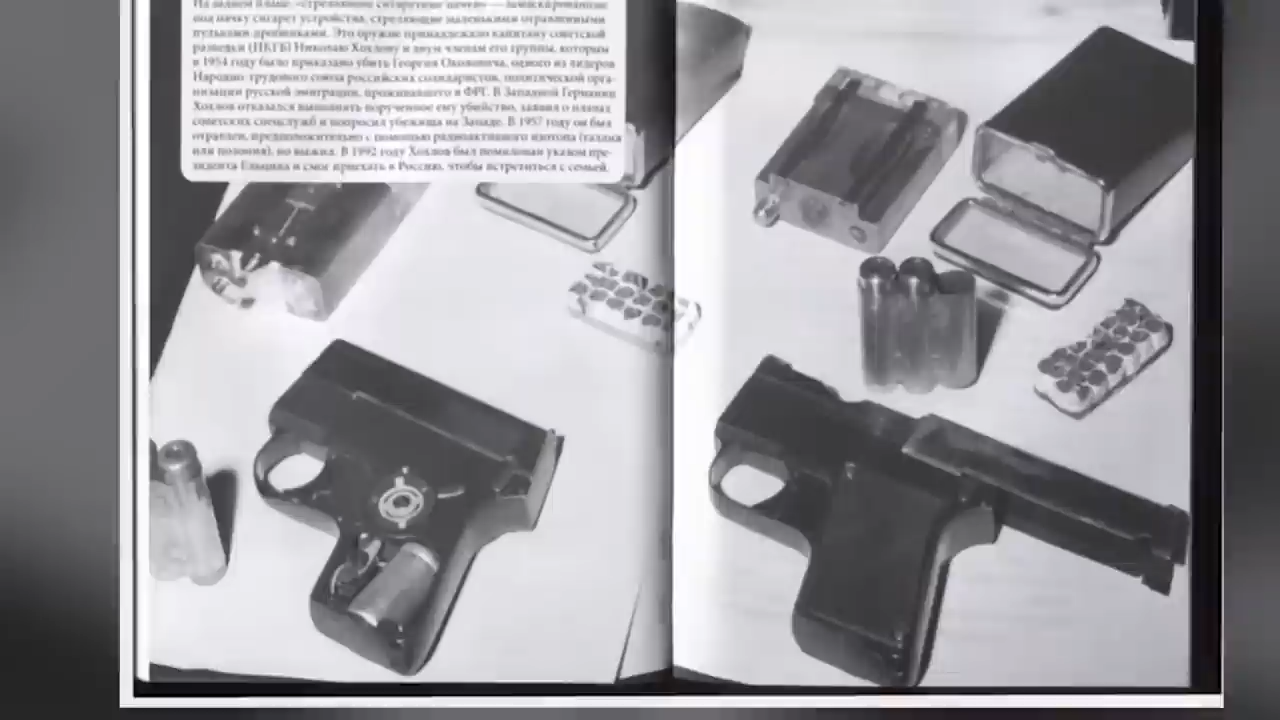 На заднем плане «стреляющие сигаретные пачки» — замаскированные
под пачку сигарет устройства, стреляющие маленькими отравленными
пульками дробинками. Это оружие принадлежало капитану советской
разведки (ПКГБ) Николаю Хохлову и двум членам его группы, которым
в 1954 году было приказано убить Георгия Околовича, одного из лидеров
Народно-трудового союза российских солидаристов, политической орга-
низации русской эмиграции, проживавшего в ФРГ. В Западной Германии
Хохлов отказался выполнить порученное ему убийство, заявил о планах
советских спецслужб и попросил убежища на Западе. В 1957 году он был
отравлен, предположительно с помощью радиоактивного изотопа (таллия
или полония), но выжил. В 1992 году Хохлов был помилован указом пре-
зидента Ельцина и смог приехать в Россию, чтобы встретиться с семьей.